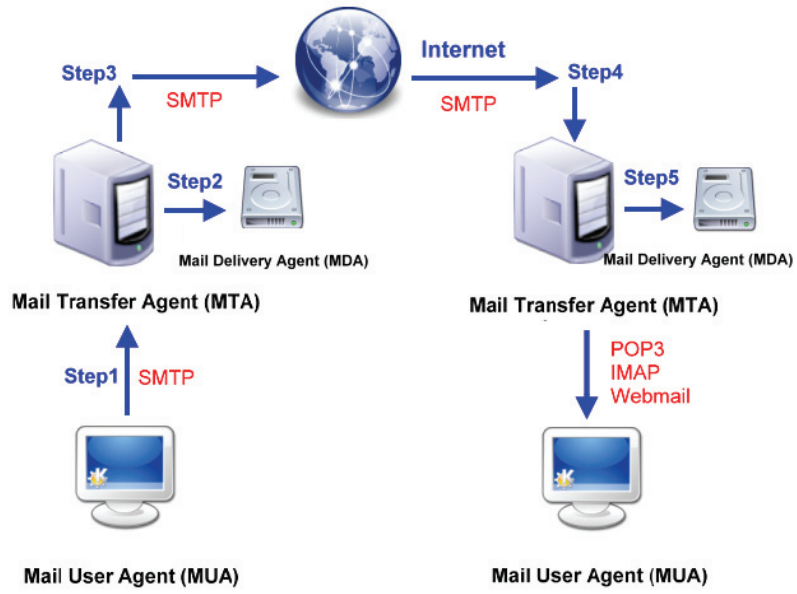 Internet
Step3
Step4
SMTP
SMTP
Step2
Step5
Mail Delivery Agent (MDA)
Mail Delivery Agent (MDA)
Mail Transfer Agent (MTA)
Mail Transfer Agent (MTA)
Step1
SMTP
POP3
IMAP
Webmail
Mail User Agent (MUA)
Mail User Agent (MUA)